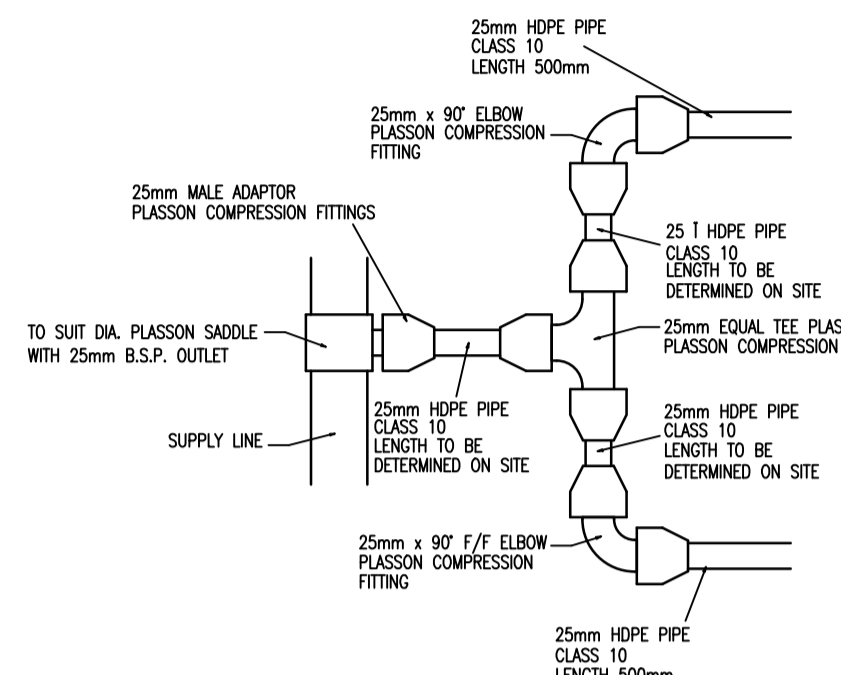 25mm HDPE PIPE
CLASS 10
LENGTH 500mm
25mm x 90° ELBOW
PLASSON COMPRESSION
FITTING
25mm MALE ADAPTOR
PLASSON COMPRESSION FITTINGS
25 Ī HDPE PIPE
CLASS 10
LENGTH TO BE
DETERMINED ON SITE
TO SUIT DIA. PLASSON SADDLE
WITH 25mm B.S.P. OUTLET
25mm EQUAL TEE PLAS
PLASSON COMPRESSION
25mm HDPE PIPE
CLASS 10
LENGTH TO BE
DETERMINED ON SITE
25mm HDPE PIPE
CLASS 10
LENGTH TO BE
DETERMINED ON SITE
SUPPLY LINE
25mm x 90° F/F ELBOW
PLASSON COMPRESSION
FITTING
25mm HDPE PIPE
CLASS 10
LENGTH 500mm